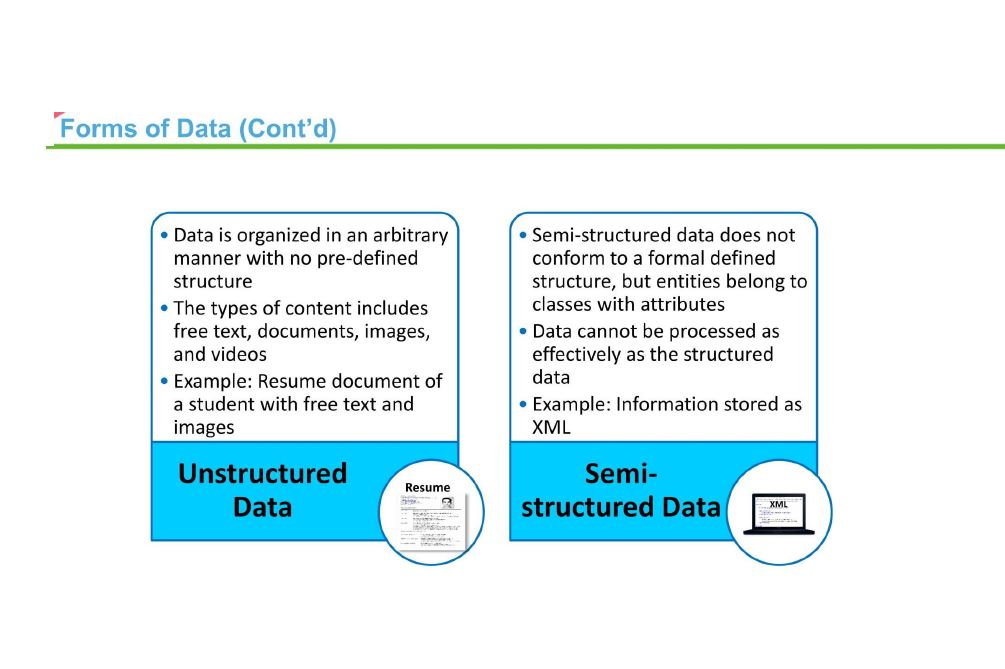 Forms of Data (Cont’d)
• Data is organized in an arbitrary
manner with no pre-defined
structure
• The types of content includes
free text, documents, images,
and videos
• Example: Resume document of
a student with free text and
images
Unstructured
Data
Resume
• Semi-structured data does not
conform to a formal defined
structure, but entities belong to
classes with attributes
• Data cannot be processed as
effectively as the structured
data
• Example: Information stored as
XML
Semi-
structured Data
XML